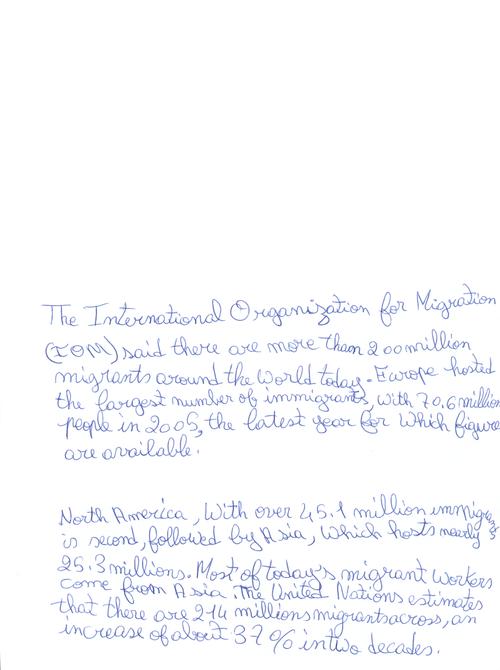 The International Organization for Migration
(IOM) said there are more than 200 million
migrants around the World today. Europe hosted
the largest number of immigrants, With 70.6 million
people in 2005, the latest year for Which figure
are available.
North America, With over 45.1 million
is second, followed by Asia, Which hosts nearly
25.3 millions. Most of today's migrant Workers
come from Asia. The United Nations estimates
that there are 214 millions migrants across, an
increase of about 37% in two decades.